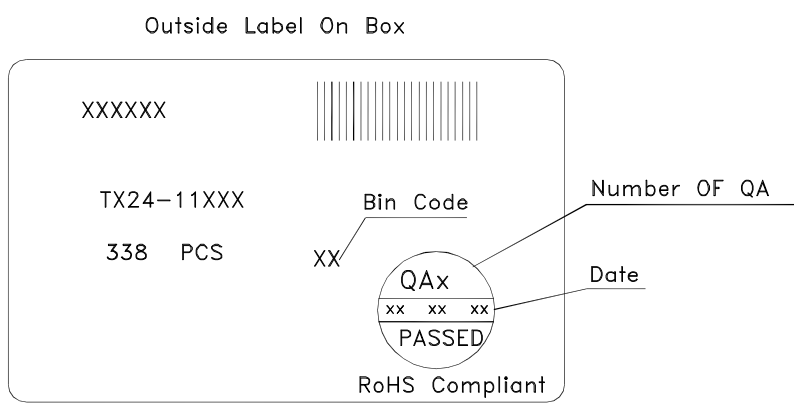 Outside Label On Box
XXXXXX
TX24-11XXX
Bin Code
Number OF QA
338 PCS
XX
QAx
Date
xx xx xx
PASSED
RoHS Compliant